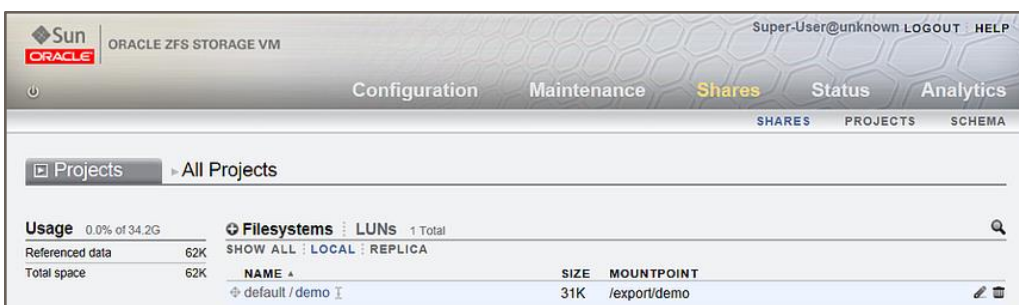 Sun
ORACLE
ORACLE ZFS STORAGE VM
Super-User@unknown LOGOUT HELP
Configuration Maintenance Shares Status Analytics
SHARES PROJECTS SCHEMA
Projects All Projects
Usage 0.0% of 34.2G
Referenced data 62K
Total space 62K
Filesystems LUNs 1 Total
SHOW ALL LOCAL REPLICA
NAME SIZE MOUNTPOINT
default / demo 31K /export/demo